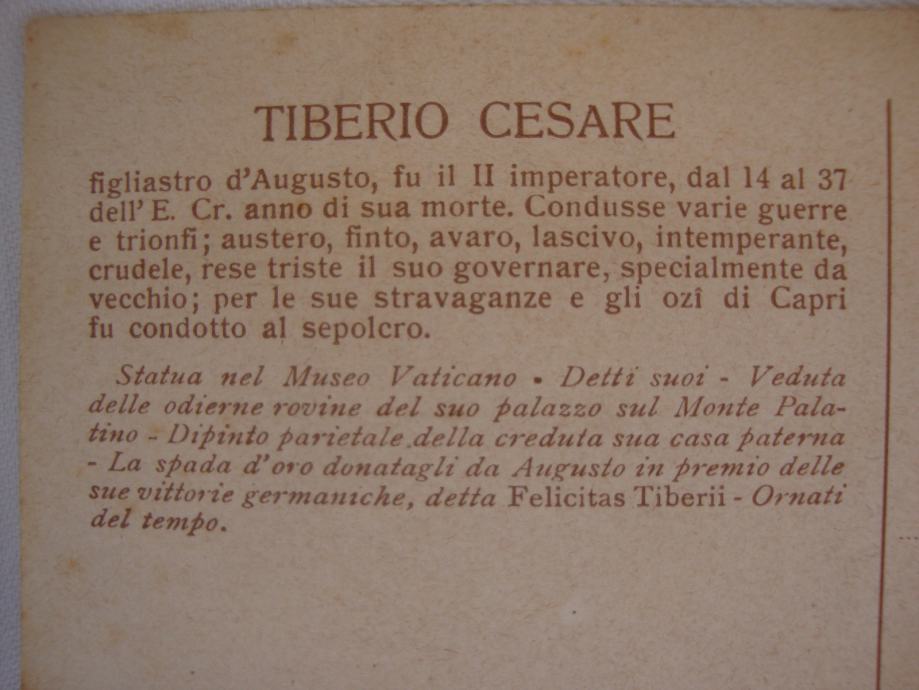 TIBERIO CESARE
figliastro d'Augusto, fu il II imperatore, dal 14 al 37
dell' E. Cr. anno di sua morte. Condusse varie guerre
e trionfi; austero, finto, avaro, lascivo, intemperante,
crudele, rese triste il suo governare, specialmente da
vecchio; per le sue stravaganze e gli ozî di Capri
fu condotto al sepolcro.
Statua nel Museo Vaticano • Detti suoi - Veduta
delle odierne rovine del suo palazzo sul Monte Pala-
tino - Dipinto parietale della creduta sua casa paterna
- La spada d'oro donatagli da Augusto in premio delle
sue vittorie germaniche, detta Felicitas Tiberii - Ornati
del tempo.